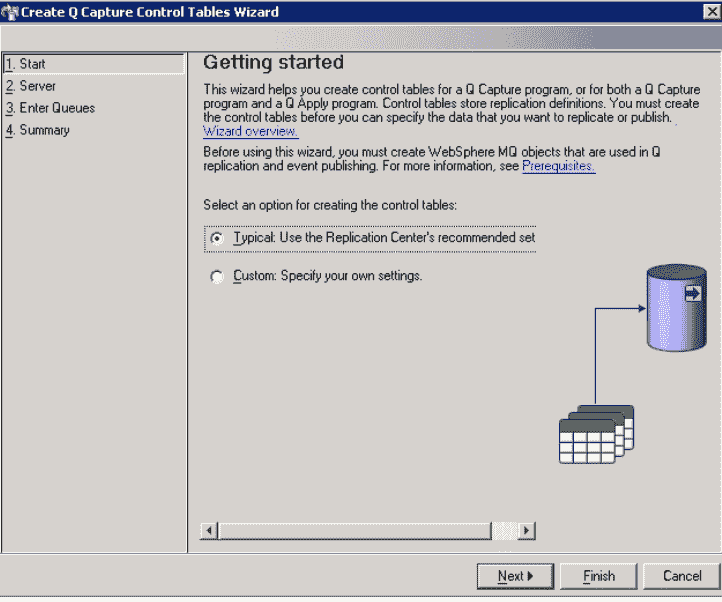 Create Q Capture Control Tables Wizard
1. Start
2. Server
3. Enter Queues
4. Summary
Getting started
This wizard helps you create control tables for a Q Capture program, or for both a Q Capture
program and a Q Apply program. Control tables store replication definitions. You must create
the control tables before you can specify the data that you want to replicate or publish.
Wizard overview.
Before using this wizard, you must create WebSphere MQ objects that are used in Q
replication and event publishing. For more information, see Prerequisites.
Select an option for creating the control tables:
Typical: Use the Replication Center's recommended set
Custom: Specify your own settings.
Next
Finish
Cancel